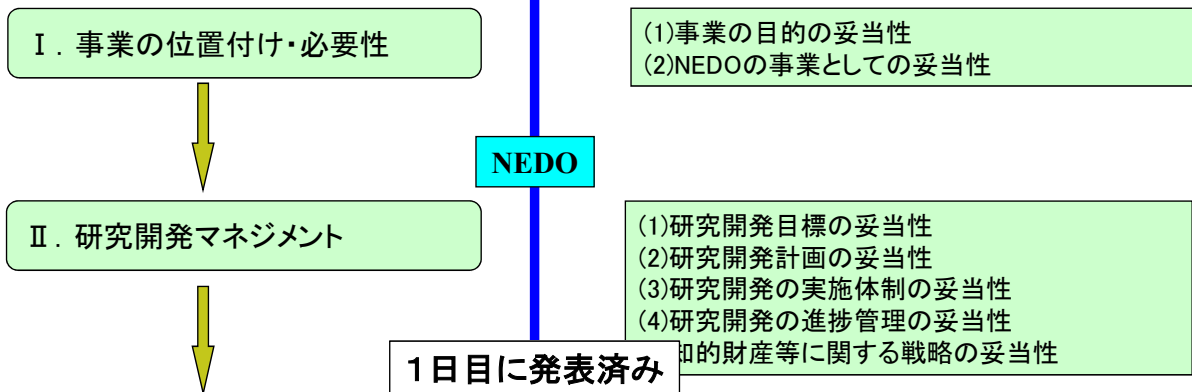 Ⅰ. 事業の位置付け・必要性
(1)事業の目的の妥当性
(2)NEDOの事業としての妥当性
NEDO
Ⅱ. 研究開発マネジメント
(1)研究開発目標の妥当性
(2)研究開発計画の妥当性
(3)研究開発の実施体制の妥当性
(4)研究開発の進捗管理の妥当性
知的財産等に関する戦略の妥当性
１日目に発表済み